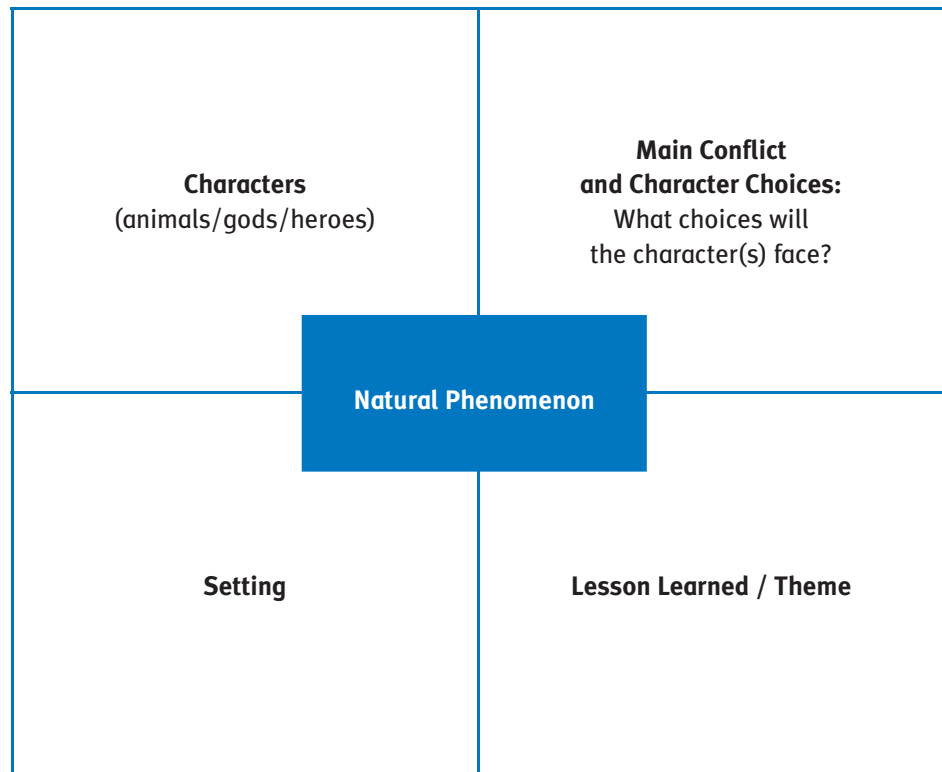 Characters
(animals/gods/heroes)
Main Conflict
and Character Choices:
What choices will
the character(s) face?
Natural Phenomenon
Setting
Lesson Learned / Theme